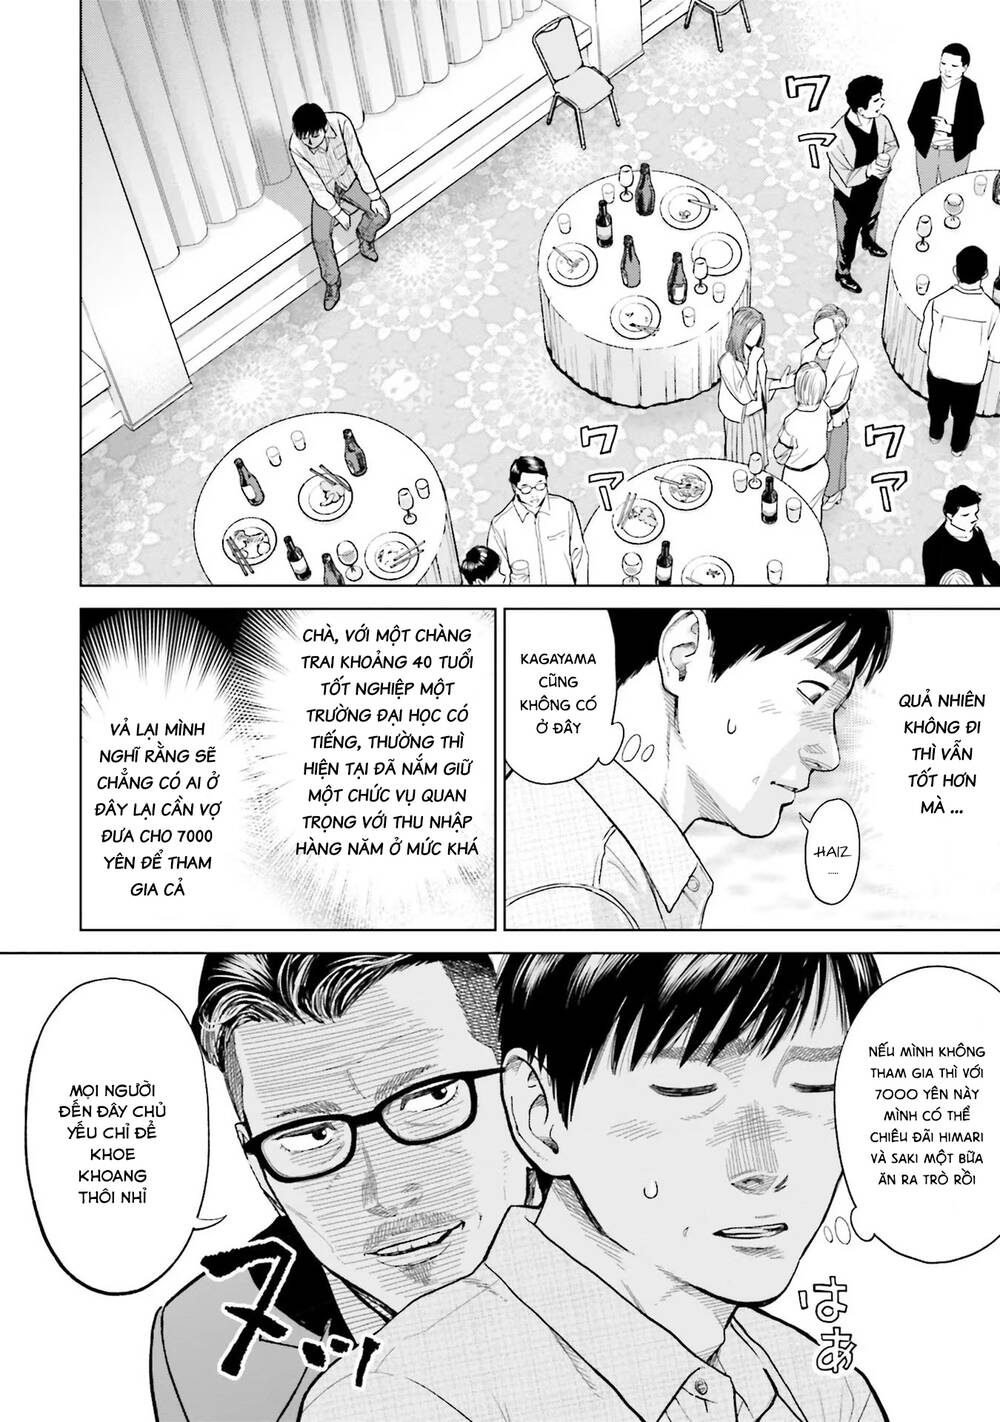 ワァ
ワァ
ワァ
QUẢ NHIÊN
KHÔNG ĐI
THÌ VẪN
TỐT HƠN
MÀ ...
KAGAYAMA
CŨNG
KHÔNG CÓ
Ở ĐÂY
HAIZ
.....
CHÀ, VỚI MỘT CHÀNG
TRAI KHOẢNG 40 TUỔI
TỐT NGHIỆP MỘT
TRƯỜNG ĐẠI HỌC CÓ
TIẾNG, THƯỜNG THÌ
HIỆN TẠI ĐÃ NẮM GIỮ
MỘT CHỨC VỤ QUAN
TRỌNG VỚI THU NHẬP
HÀNG NĂM Ở MỨC KHÁ
VẢ LẠI MÌNH
NGHĨ RẰNG SẼ
CHẲNG CÓ AI Ở
ĐÂY LẠI CẦN VỢ
ĐƯA CHO 7000
YÊN ĐỂ THAM
GIA CẢ
NẾU MÌNH KHÔNG
THAM GIA THÌ VỚI
7000 YÊN NÀY
MÌNH CÓ THỂ
CHIÊU ĐÃI HIMARI
VÀ SAKI MỘT BỮA
ĂN RA TRÒ RỒI
はぁ
MỌI NGƯỜI
ĐẾN ĐÂY CHỦ
YẾU CHỈ ĐỂ
KHOE
KHOANG
THÔI NHỈ
ヌッ